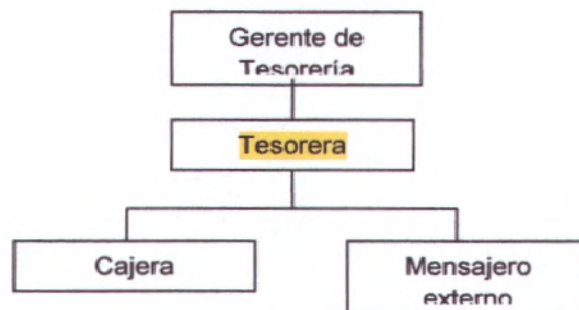 Gerente de
Tesorería
Tesorera
Cajera
Mensajero
externo